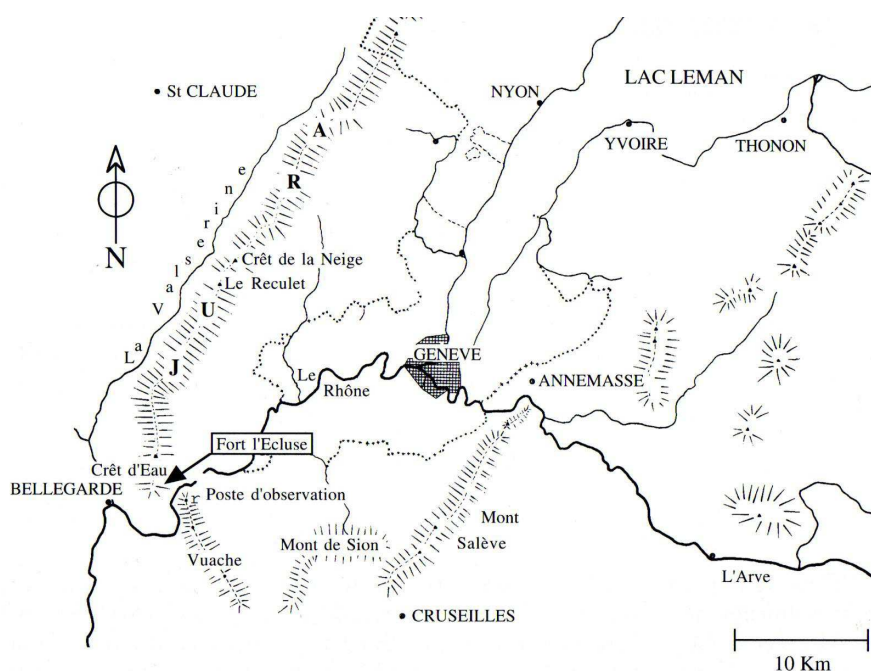 LAC LEMAN
St CLAUDE
NYON
YVOIRE
THONON
JURA
La Valserine
N
Crêt de la Neige
Le Reculet
GENEVE
Le Rhône
ANNEMASSE
Fort l'Ecluse
Crêt d'Eau
BELLEGARDE
Poste d'observation
Mont de Sion
Mont Salève
Vuache
L'Arve
CRUSEILLES
10 Km